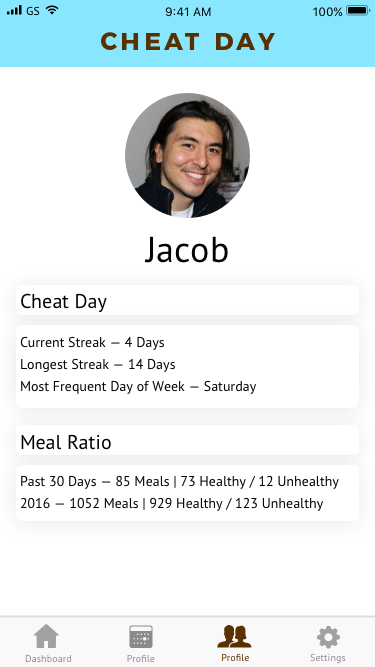 GS 9:41 AM 100%
CHEAT DAY
Jacob
Cheat Day
Current Streak — 4 Days
Longest Streak — 14 Days
Most Frequent Day of Week — Saturday
Meal Ratio
Past 30 Days — 85 Meals | 73 Healthy / 12 Unhealthy
2016 — 1052 Meals | 929 Healthy / 123 Unhealthy
Dashboard Profile Profile Settings